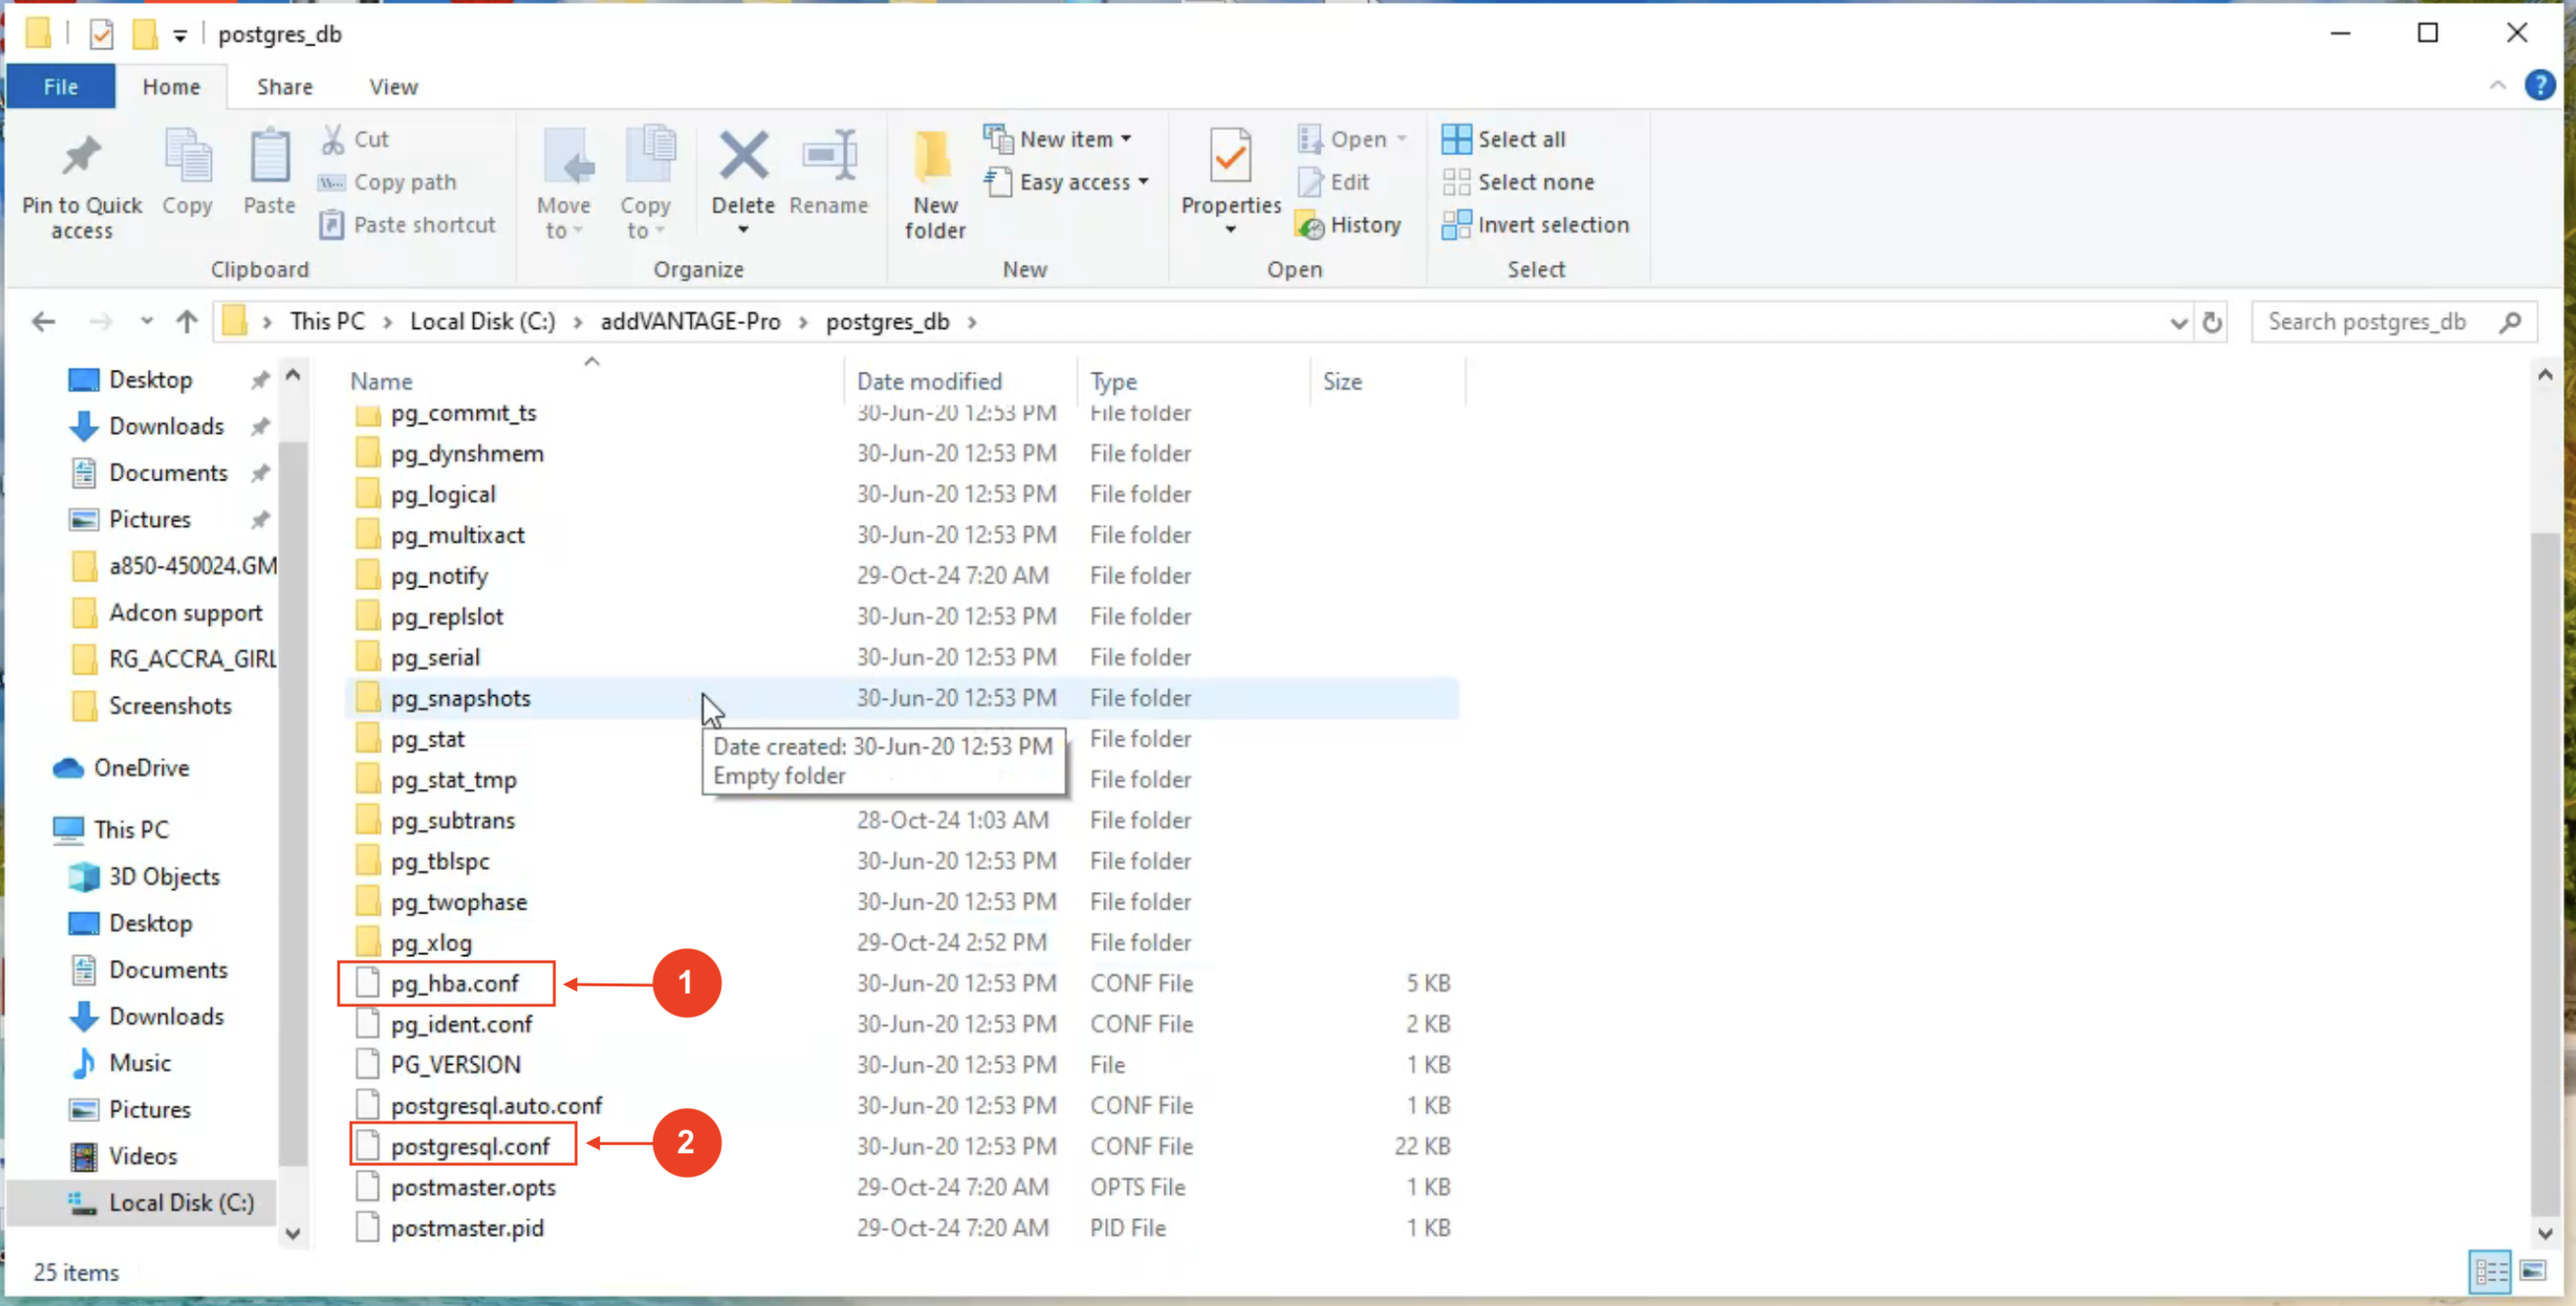 postgres_db
File Home Share View
Pin to Quick access
Copy
Paste
Cut
Copy path
Paste shortcut
Clipboard
Move to
Copy to
Delete
Rename
Organize
New folder
New item
Easy access
New
Properties
Open
Edit
History
Open
Select all
Select none
Invert selection
Select
This PC > Local Disk (C:) > addVANTAGE-Pro > postgres_db >
Search postgres_db
Desktop
Downloads
Documents
Pictures
a850-450024.GM
Adcon support
RG_ACCRA_GIRL
Screenshots
OneDrive
This PC
3D Objects
Desktop
Documents
Downloads
Music
Pictures
Videos
Local Disk (C:)
Name Date modified Type Size
pg_commit_ts 30-Jun-20 12:53 PM File folder
pg_dynshmem 30-Jun-20 12:53 PM File folder
pg_logical 30-Jun-20 12:53 PM File folder
pg_multixact 30-Jun-20 12:53 PM File folder
pg_notify 29-Oct-24 7:20 AM File folder
pg_replslot 30-Jun-20 12:53 PM File folder
pg_serial 30-Jun-20 12:53 PM File folder
pg_snapshots 30-Jun-20 12:53 PM File folder
pg_stat File folder
Date created: 30-Jun-20 12:53 PM
Empty folder
pg_stat_tmp File folder
pg_subtrans 28-Oct-24 1:03 AM File folder
pg_tblspc 30-Jun-20 12:53 PM File folder
pg_twophase 30-Jun-20 12:53 PM File folder
pg_xlog 29-Oct-24 2:52 PM File folder
pg_hba.conf 1 30-Jun-20 12:53 PM CONF File 5 KB
pg_ident.conf 30-Jun-20 12:53 PM CONF File 2 KB
PG_VERSION 30-Jun-20 12:53 PM File 1 KB
postgresql.auto.conf 30-Jun-20 12:53 PM CONF File 1 KB
postgresql.conf 2 30-Jun-20 12:53 PM CONF File 22 KB
postmaster.opts 29-Oct-24 7:20 AM OPTS File 1 KB
postmaster.pid 29-Oct-24 7:20 AM PID File 1 KB
25 items